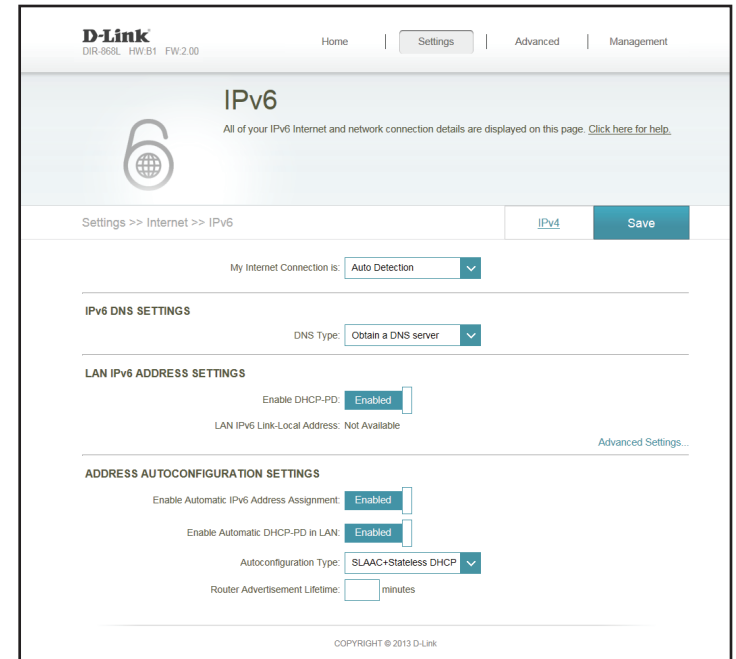 D-Link
DIR-868L HW:B1 FW:2.00
Home Settings Advanced Management
IPv6
All of your IPv6 Internet and network connection details are displayed on this page. Click here for help.
Settings >> Internet >> IPv6 IPv4 Save
My Internet Connection is: Auto Detection
IPv6 DNS SETTINGS
DNS Type: Obtain a DNS server
LAN IPv6 ADDRESS SETTINGS
Enable DHCP-PD: Enabled
LAN IPv6 Link-Local Address: Not Available
Advanced Settings...
ADDRESS AUTOCONFIGURATION SETTINGS
Enable Automatic IPv6 Address Assignment: Enabled
Enable Automatic DHCP-PD in LAN: Enabled
Autoconfiguration Type: SLAAC+Stateless DHCP
Router Advertisement Lifetime: minutes
COPYRIGHT © 2013 D-Link